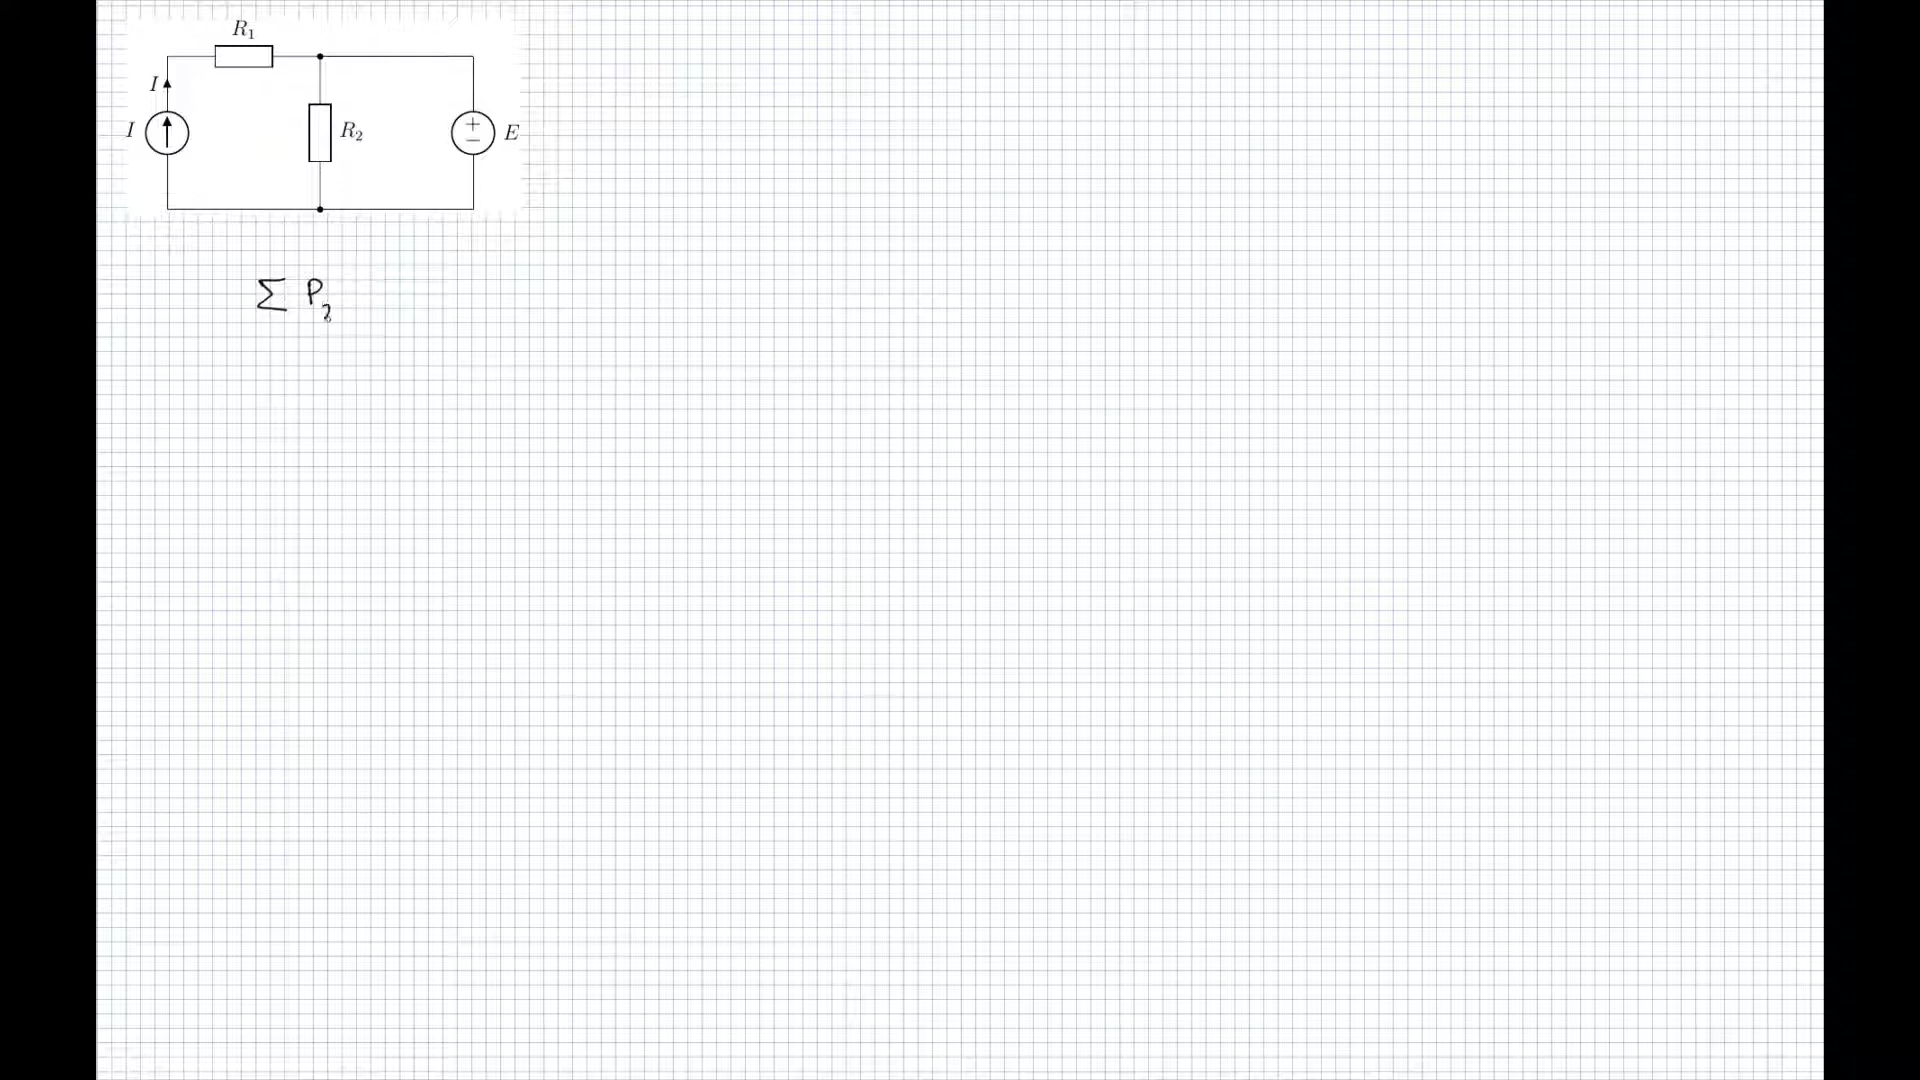 R₁
I
I
R₂
E
Σ P₂